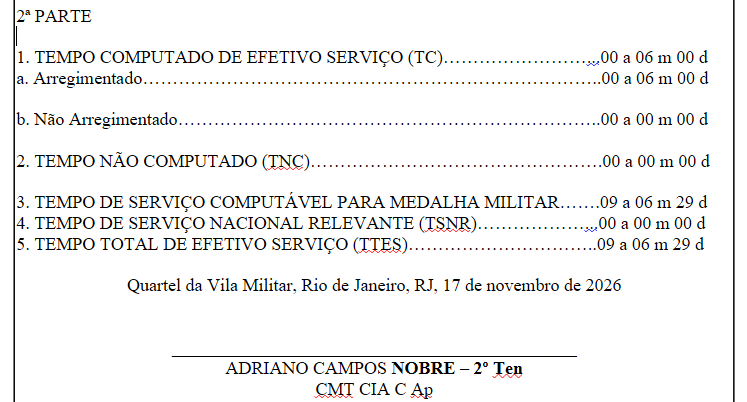 2ª PARTE
1. TEMPO COMPUTADO DE EFETIVO SERVIÇO (TC)……………………...00 a 06 m 00 d
a. Arregimentado…………………………………………………………………..00 a 06 m 00 d
b. Não Arregimentado……………………………………………………………..00 a 00 m 00 d
2. TEMPO NÃO COMPUTADO (TNC)………………………………………….00 a 00 m 00 d
3. TEMPO DE SERVIÇO COMPUTÁVEL PARA MEDALHA MILITAR…….09 a 06 m 29 d
4. TEMPO DE SERVIÇO NACIONAL RELEVANTE (TSNR)………………...00 a 00 m 00 d
5. TEMPO TOTAL DE EFETIVO SERVIÇO (TTES)…………………………..09 a 06 m 29 d
Quartel da Vila Militar, Rio de Janeiro, RJ, 17 de novembro de 2026
ADRIANO CAMPOS NOBRE – 2º Ten
CMT CIA C Ap